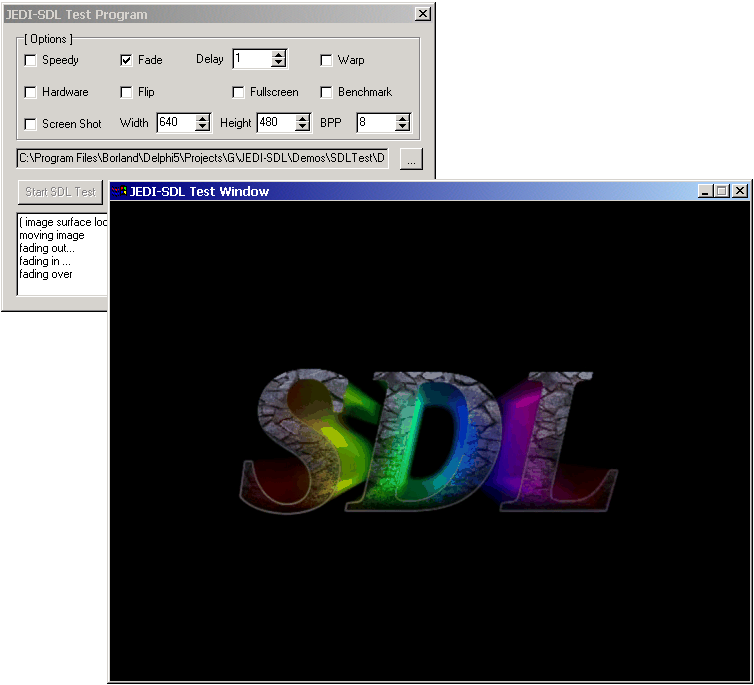 JEDI-SDL Test Program
[ Options ]
Speedy Fade Delay 1 Warp
Hardware Flip Fullscreen Benchmark
Screen Shot Width 640 Height 480 BPP 8
C:\Program Files\Borland\Delphi5\Projects\G\JEDI-SDL\Demos\SDLTest\D
...
Start SDL Test
JEDI-SDL Test Window
( image surface loc
moving image
fading out...
fading in ...
fading over
SDL